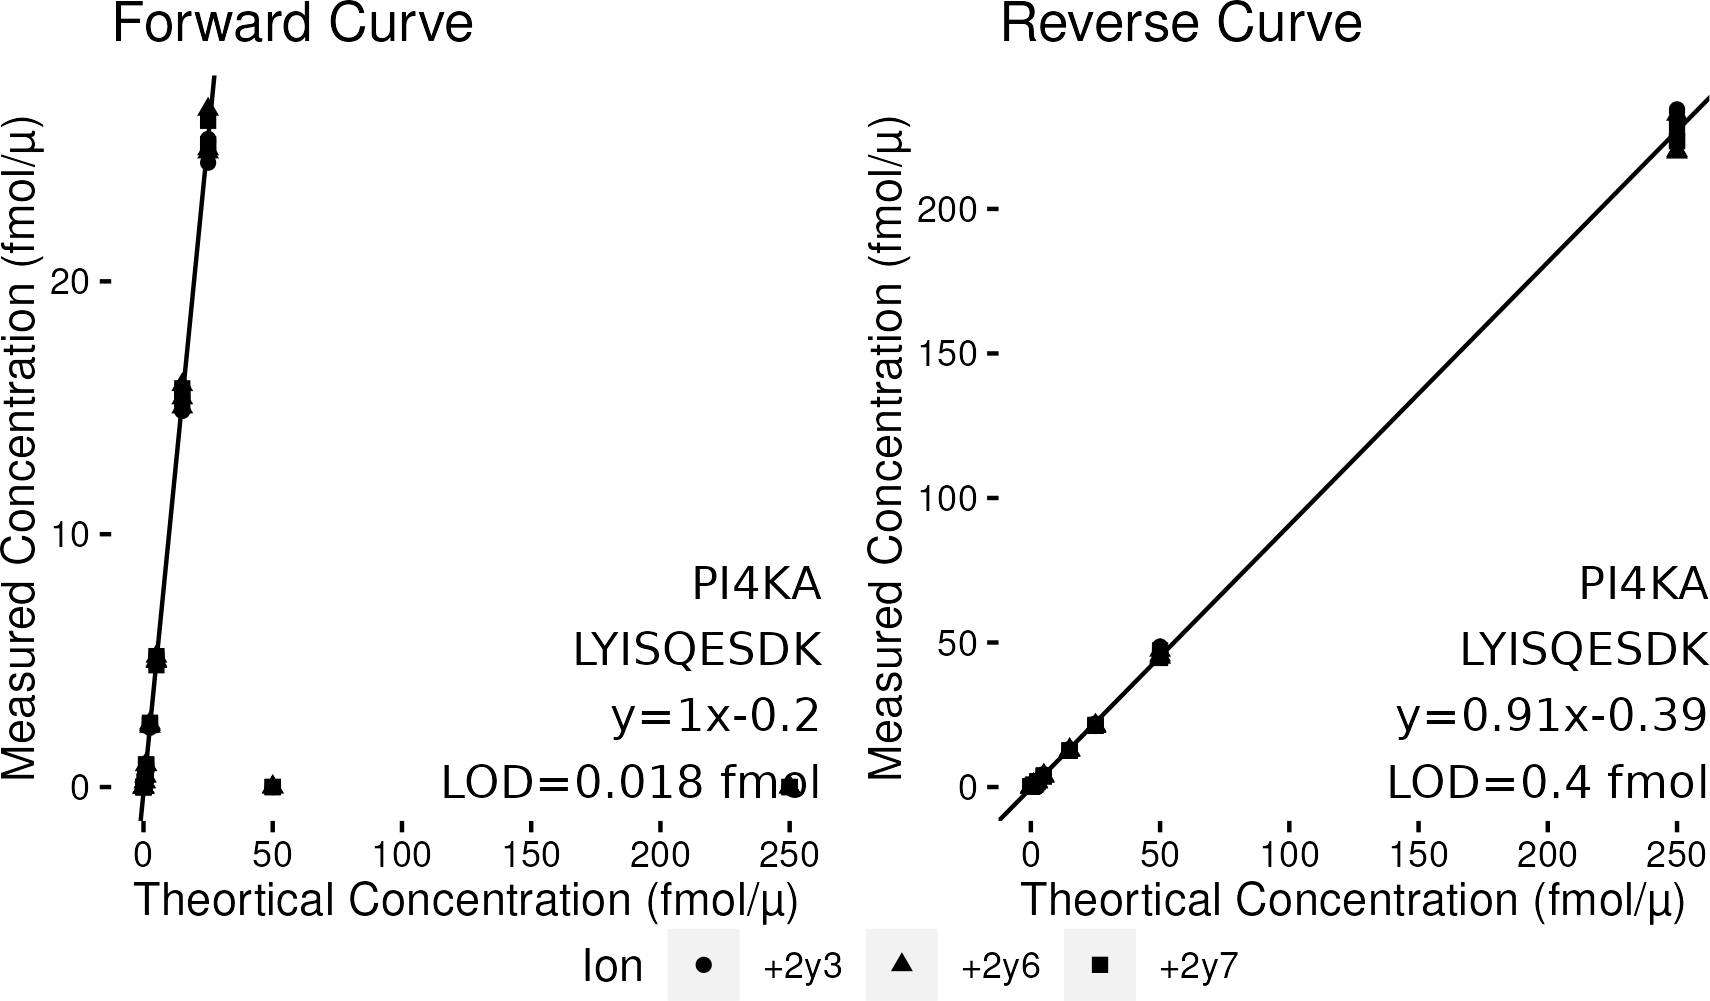 Forward Curve
Measured Concentration (fmol/µ)
20
10
0
PI4KA
LYISQESDK
y=1x-0.2
LOD=0.018 fmol
0 50 100 150 200 250
Theortical Concentration (fmol/µ)
Reverse Curve
Measured Concentration (fmol/µ)
200
150
100
50
0
PI4KA
LYISQESDK
y=0.91x-0.39
LOD=0.4 fmol
0 50 100 150 200 250
Theortical Concentration (fmol/µ)
Ion +2y3 +2y6 +2y7